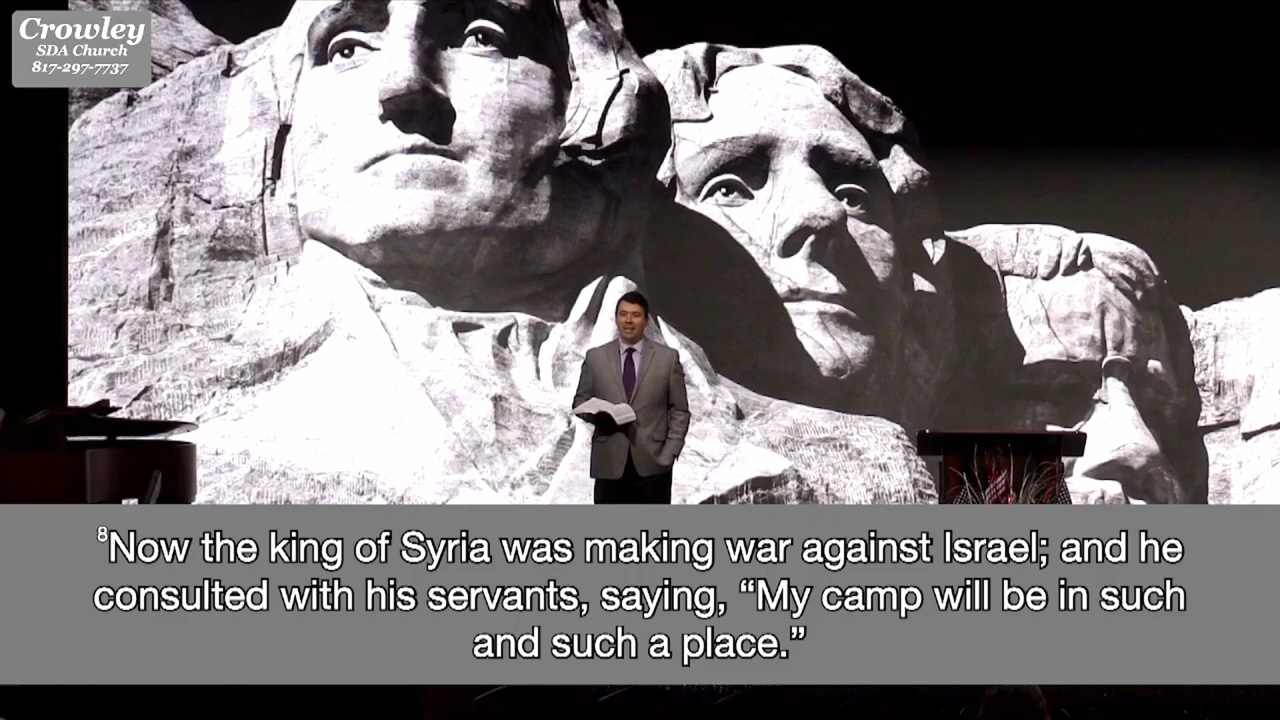 Crowley
SDA Church
817-297-7737
⁸Now the king of Syria was making war against Israel; and he
consulted with his servants, saying, “My camp will be in such
and such a place.”